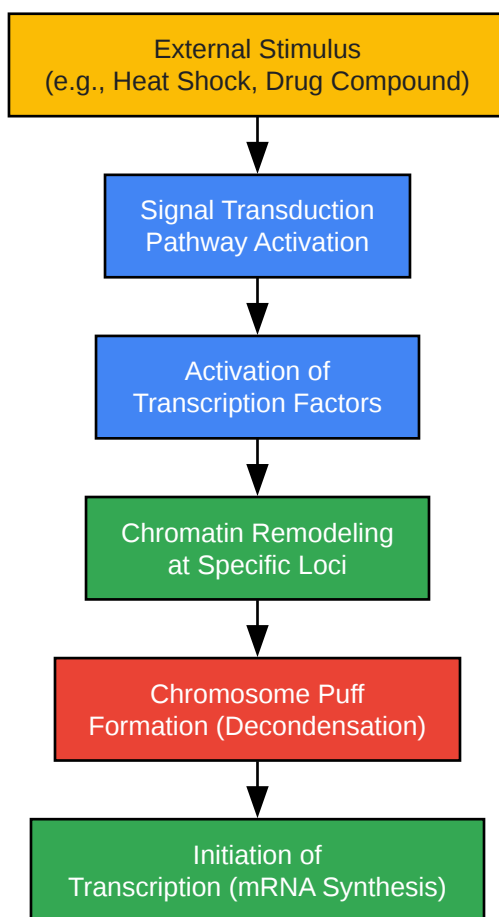 External Stimulus
(e.g., Heat Shock, Drug Compound)
Signal Transduction
Pathway Activation
Activation of
Transcription Factors
Chromatin Remodeling
at Specific Loci
Chromosome Puff
Formation (Decondensation)
Initiation of
Transcription (mRNA Synthesis)